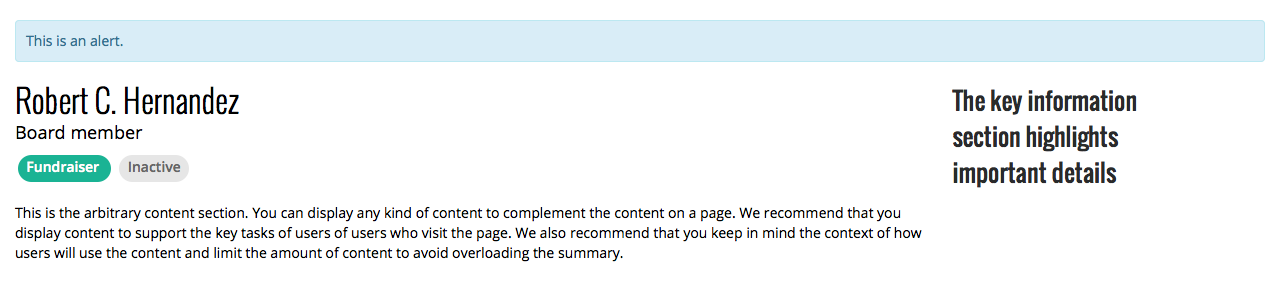 This is an alert.
Robert C. Hernandez
Board member
Fundraiser Inactive
This is the arbitrary content section. You can display any kind of content to complement the content on a page. We recommend that you
display content to support the key tasks of users of users who visit the page. We also recommend that you keep in mind the context of how
users will use the content and limit the amount of content to avoid overloading the summary.
The key information
section highlights
important details